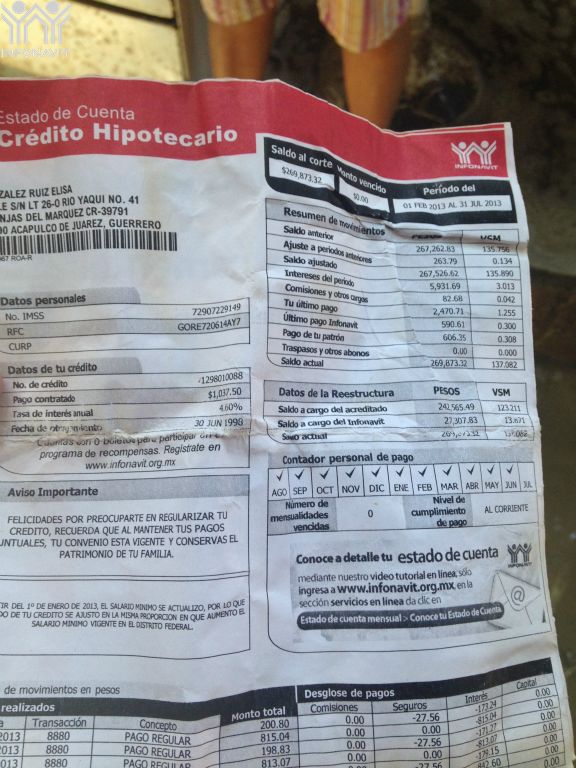 INFONAVIT
Estado de Cuenta
Crédito Hipotecario
INFONAVIT
Saldo al corte
$269,873.32
Monto vencido
$0.00
Período del
01 FEB 2013 AL 31 JUL 2013
ZALEZ RUIZ ELISA
LE S/N LT 26-0 RIO YAQUI NO. 41
NJAS DEL MARQUEZ CR-39791
90 ACAPULCO DE JUAREZ, GUERRERO
067 ROA-R
Resumen de movimientos PESOS VSM
Saldo anterior 267,262.83 135.756
Ajuste a periodos anteriores 263.79 0.134
Saldo ajustado 267,526.62 135.890
Intereses del período 5,931.69 3.013
Comisiones y otros cargos 82.68 0.042
Tu último pago 2,470.71 1.255
Último pago Infonavit 590.61 0.300
Pago de tu patrón 606.35 0.308
Traspasos y otros abonos 0.00 0.000
Saldo actual 269,873.32 137.082
Datos personales
No. IMSS 72907229149
RFC GORE720614AY7
CURP
Datos de tu crédito
No. de crédito 1298010088
Pago contratado $1,037.50
Tasa de interés anual 4.60%
Fecha de otorgamiento 30 JUN 1998
Datos de la Reestructura PESOS VSM
Saldo a cargo del acreditado 242,565.49 123.211
Saldo a cargo del Infonavit 27,307.83 13.871
Saldo actual
programa de recompensas. Regístrate en
www.infonavit.org.mx
Contador personal de pago
AGO SEP OCT NOV DIC ENE FEB MAR ABR MAY JUN JUL
Número de mensualidades vencidas
0
Nivel de cumplimiento de pago
AL CORRIENTE
Aviso Importante
FELICIDADES POR PREOCUPARTE EN REGULARIZAR TU
CREDITO, RECUERDA QUE AL MANTENER TUS PAGOS
UNTUALES, TU CONVENIO ESTA VIGENTE Y CONSERVAS EL
PATRIMONIO DE TU FAMILIA.
Conoce a detalle tu estado de cuenta
mediante nuestro video tutorial en línea, sólo
ingresa a www.infonavit.org.mx, en la
sección servicios en línea da clic en
Estado de cuenta mensual > Conoce tu Estado de Cuenta
TIR DEL 1º DE ENERO DE 2013, EL SALARIO MINIMO SE ACTUALIZO, POR LO QUE
DO DE TU CREDITO SE AJUSTO EN LA MISMA PROPORCION EN QUE AUMENTO EL
SALARIO MINIMO VIGENTE EN EL DISTRITO FEDERAL.
de movimientos en pesos
realizados
Desglose de pagos
a Transacción Concepto Monto total Comisiones Seguros Interés Capital
2013 8880 PAGO REGULAR 200.80 0.00 -27.56 -173.24 0.00
2013 8880 PAGO REGULAR 815.04 0.00 0.00 -815.04 0.00
2013 8880 PAGO REGULAR 198.83 0.00 -27.56 -171.27 0.00
813.07 0.00 0.00 -813.07 0.00
0.00 -27.56 -179.15 0.00